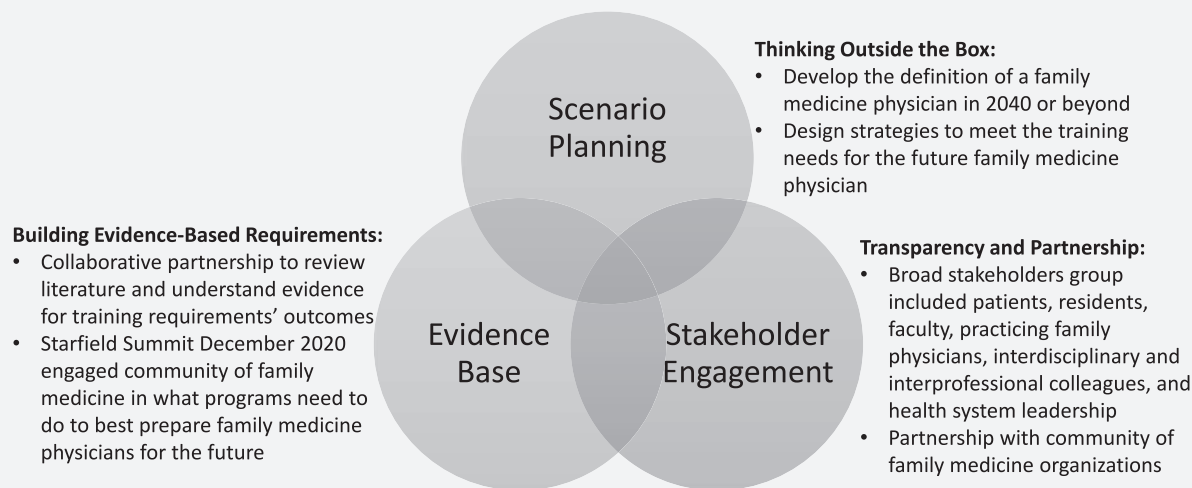 Scenario
Planning
Thinking Outside the Box:
• Develop the definition of a family
medicine physician in 2040 or beyond
• Design strategies to meet the training
needs for the future family medicine
physician
Building Evidence-Based Requirements:
• Collaborative partnership to review
literature and understand evidence
for training requirements’ outcomes
• Starfield Summit December 2020
engaged community of family
medicine in what programs need to
do to best prepare family medicine
physicians for the future
Evidence
Base
Stakeholder
Engagement
Transparency and Partnership:
• Broad stakeholders group
included patients, residents,
faculty, practicing family
physicians, interdisciplinary and
interprofessional colleagues, and
health system leadership
• Partnership with community of
family medicine organizations